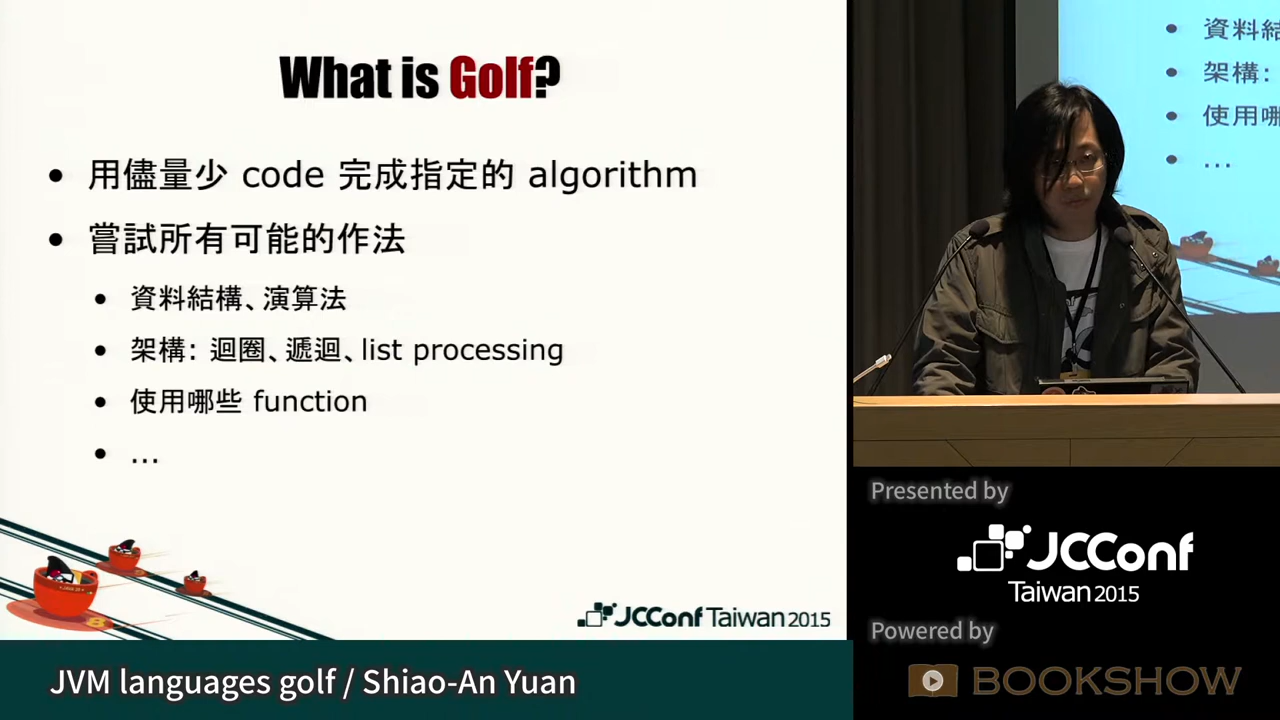 What is Golf?
用儘量少 code 完成指定的 algorithm
嘗試所有可能的作法
資料結構、演算法
架構: 迴圈、遞迴、list processing
使用哪些 function
...
JCConf Taiwan 2015
JVM languages golf / Shiao-An Yuan
資料結
架構:
使用哪
...
Presented by
JCConf
Taiwan 2015
Powered by
BOOKSHOW